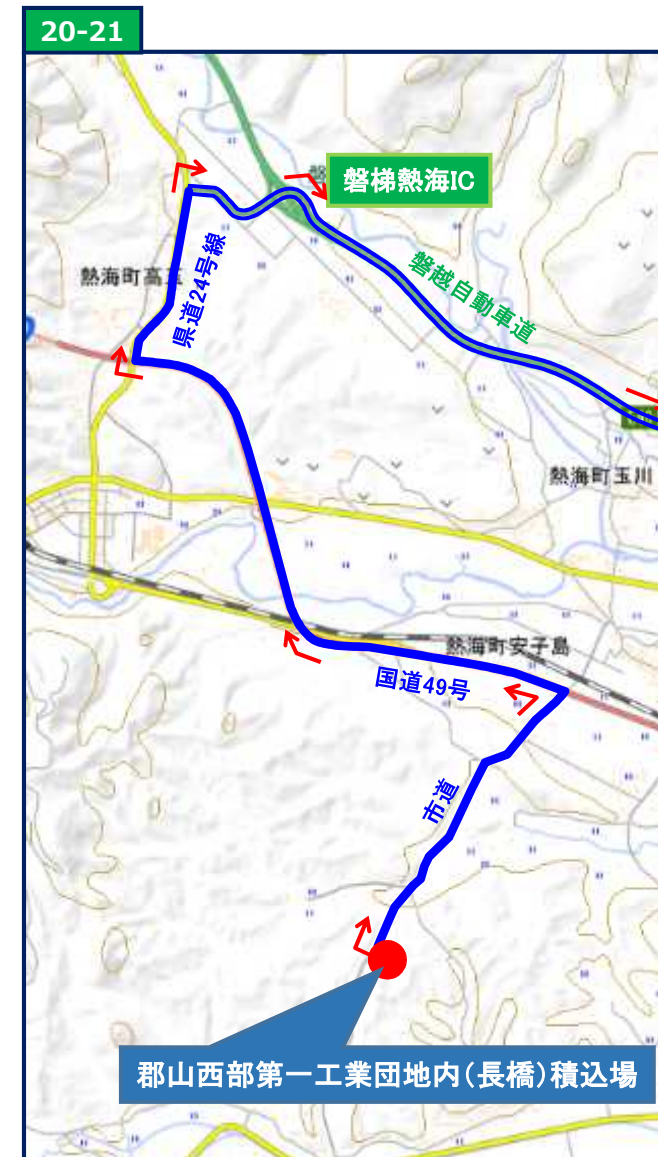 20-21
磐梯熱海IC
熱海町高玉
県道24号線
磐越自動車道
熱海町玉川
熱海町安子島
国道49号
市道
郡山西部第一工業団地内(長橋)積込場